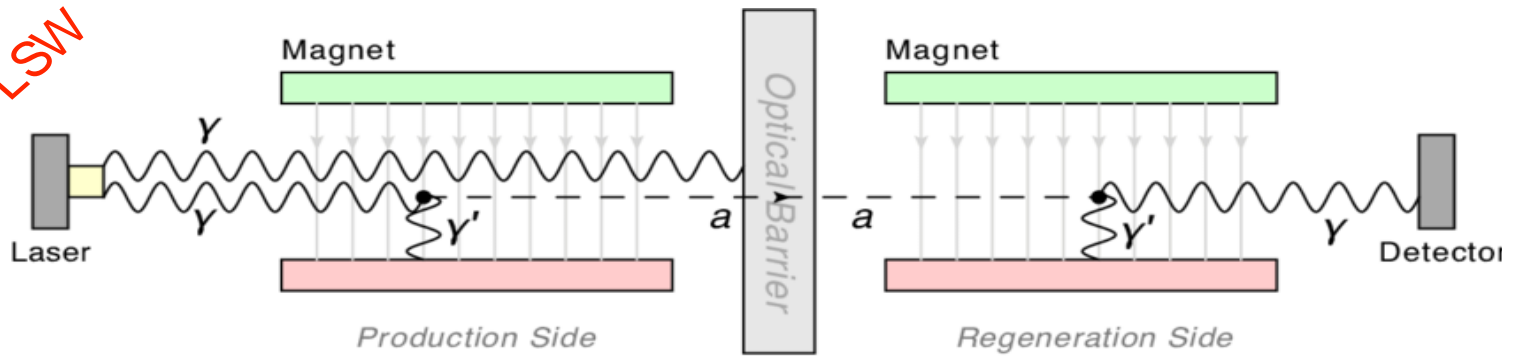 LSW
Magnet
Magnet
γ
γ
γ'
a
a
γ'
γ
Optical Barrier
Laser
Detector
Production Side
Regeneration Side